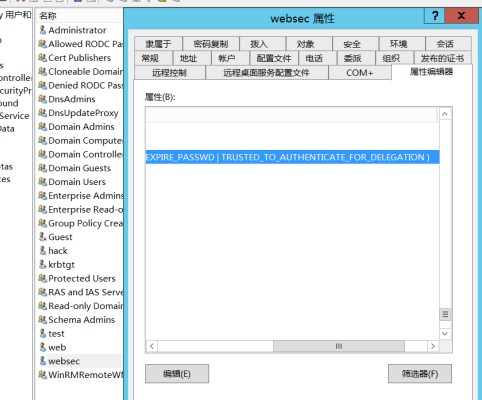 y 用户和
名称
Administrator
Allowed RODC Pas
Cert Publishers
Cloneable Domain
Denied RODC Pass
DnsAdmins
DnsUpdateProxy
Domain Admins
Domain Computer
Domain Controller
Domain Guests
Domain Users
Enterprise Admins
Enterprise Read-o
Group Policy Crea
Guest
hack
krbtgt
Protected Users
RAS and IAS Serve
Read-only Domain
Schema Admins
test
web
websec
WinRMRemoteWM
s
ontrolle
ecurityPr
ound
Service
Data
tas
es
websec 属性
?
x
隶属于 密码复制 拨入 对象 安全 环境 会话
常规 地址 帐户 配置文件 电话 委派 组织 发布的证书
远程控制 远程桌面服务配置文件 COM+ 属性编辑器
属性(B):
EXPIRE_PASSWD | TRUSTED_TO_AUTHENTICATE_FOR_DELEGATION )
编辑(E) 筛选器(F)